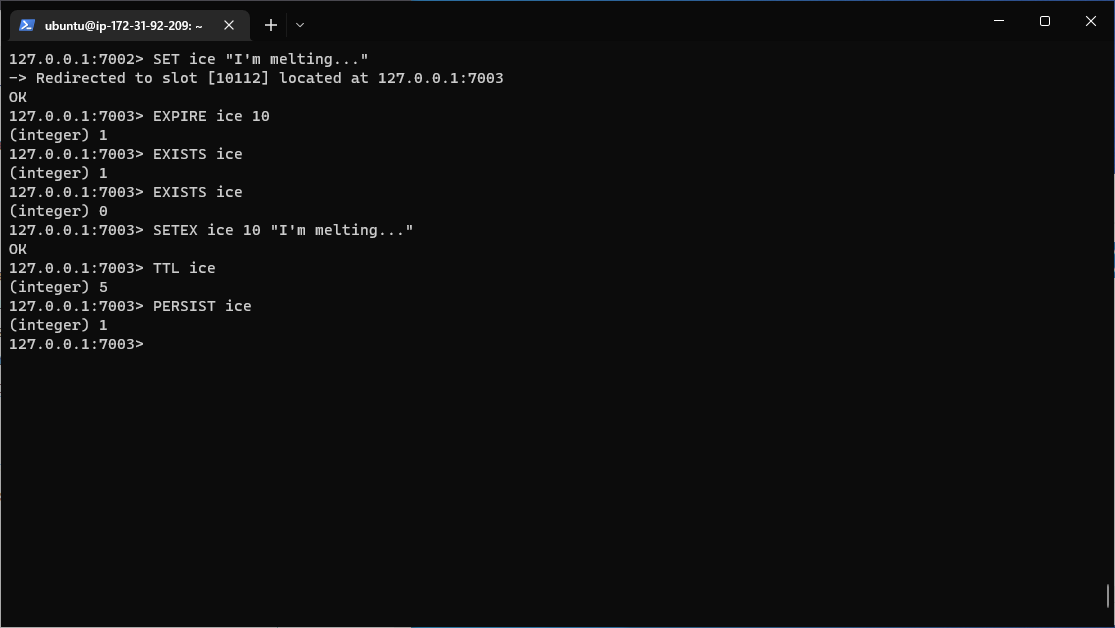 ubuntu@ip-172-31-92-209: ~
127.0.0.1:7002> SET ice "I'm melting..."
-> Redirected to slot [10112] located at 127.0.0.1:7003
OK
127.0.0.1:7003> EXPIRE ice 10
(integer) 1
127.0.0.1:7003> EXISTS ice
(integer) 1
127.0.0.1:7003> EXISTS ice
(integer) 0
127.0.0.1:7003> SETEX ice 10 "I'm melting..."
OK
127.0.0.1:7003> TTL ice
(integer) 5
127.0.0.1:7003> PERSIST ice
(integer) 1
127.0.0.1:7003>